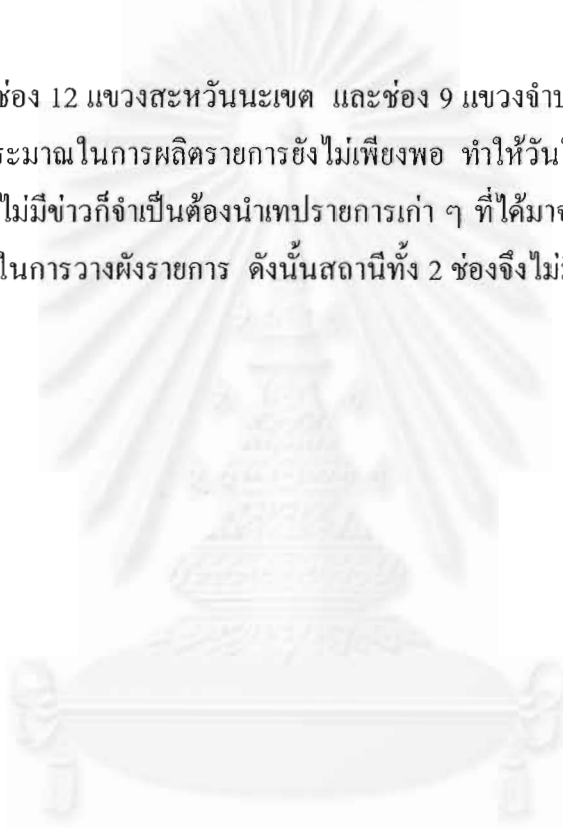 ช่อง 12 แขวงสะหวันนะเขต และช่อง 9 แขวงจำป
ระมาณในการผลิตรายการยังไม่เพียงพอ ทำให้วัน
ไม่มีข่าวก็จำเป็นต้องนำเทปรายการเก่า ๆ ที่ได้มาจ
ในการวางผังรายการ ดังนั้นสถานีทั้ง 2 ช่องจึงไม่